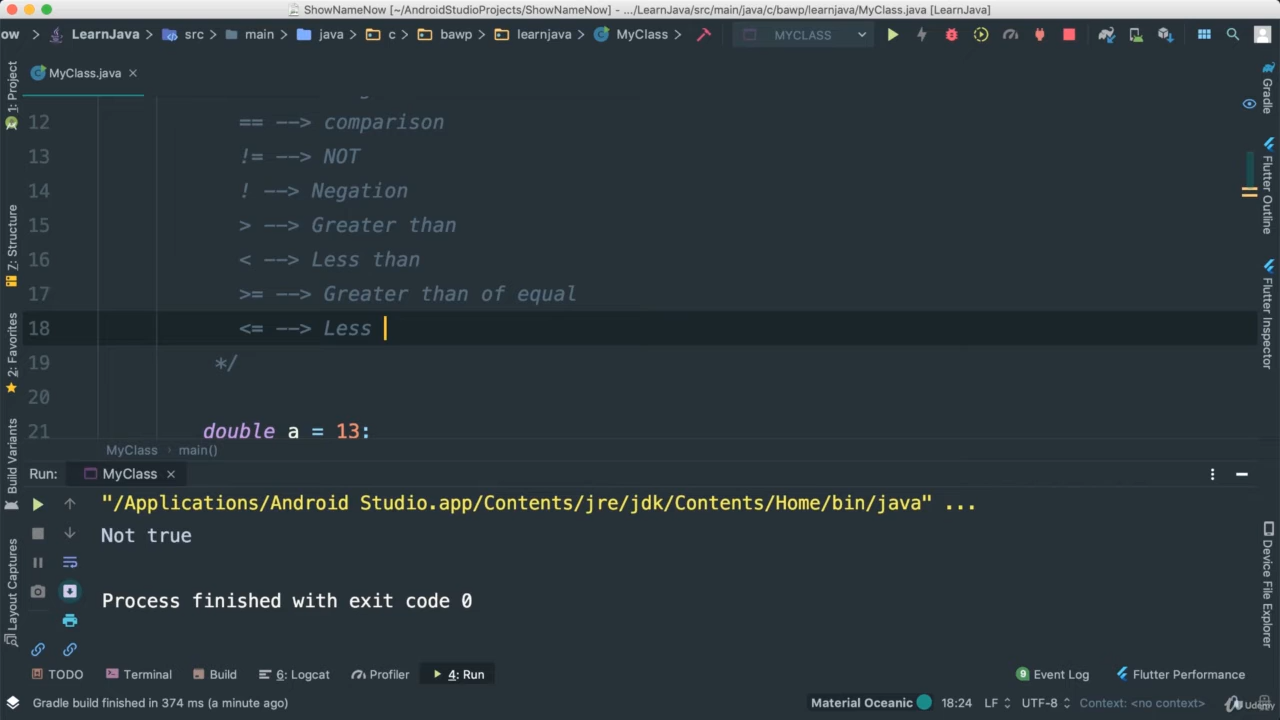 ShowNameNow [~/AndroidStudioProjects/ShowNameNow] - .../LearnJava/src/main/java/c/bawp/learnjava/MyClass.java [LearnJava]
ow LearnJava src main java c bawp learnjava MyClass MYCLASS
MyClass.java
1: Project
7: Structure
2: Favorites
Build Variants
Layout Captures
12 == --> comparison
13 != --> NOT
14 ! --> Negation
15 > --> Greater than
16 < --> Less than
17 >= --> Greater than of equal
18 <= --> Less
19 */
20
21 double a = 13:
MyClass main()
Run: MyClass
"/Applications/Android Studio.app/Contents/jre/jdk/Contents/Home/bin/java" ...
Not true
Process finished with exit code 0
Gradle
Flutter Outline
Flutter Inspector
Device File Explorer
TODO Terminal Build 6: Logcat Profiler 4: Run 9 Event Log Flutter Performance
Gradle build finished in 374 ms (a minute ago) Material Oceanic 18:24 LF UTF-8 Context: <no context>
Udemy